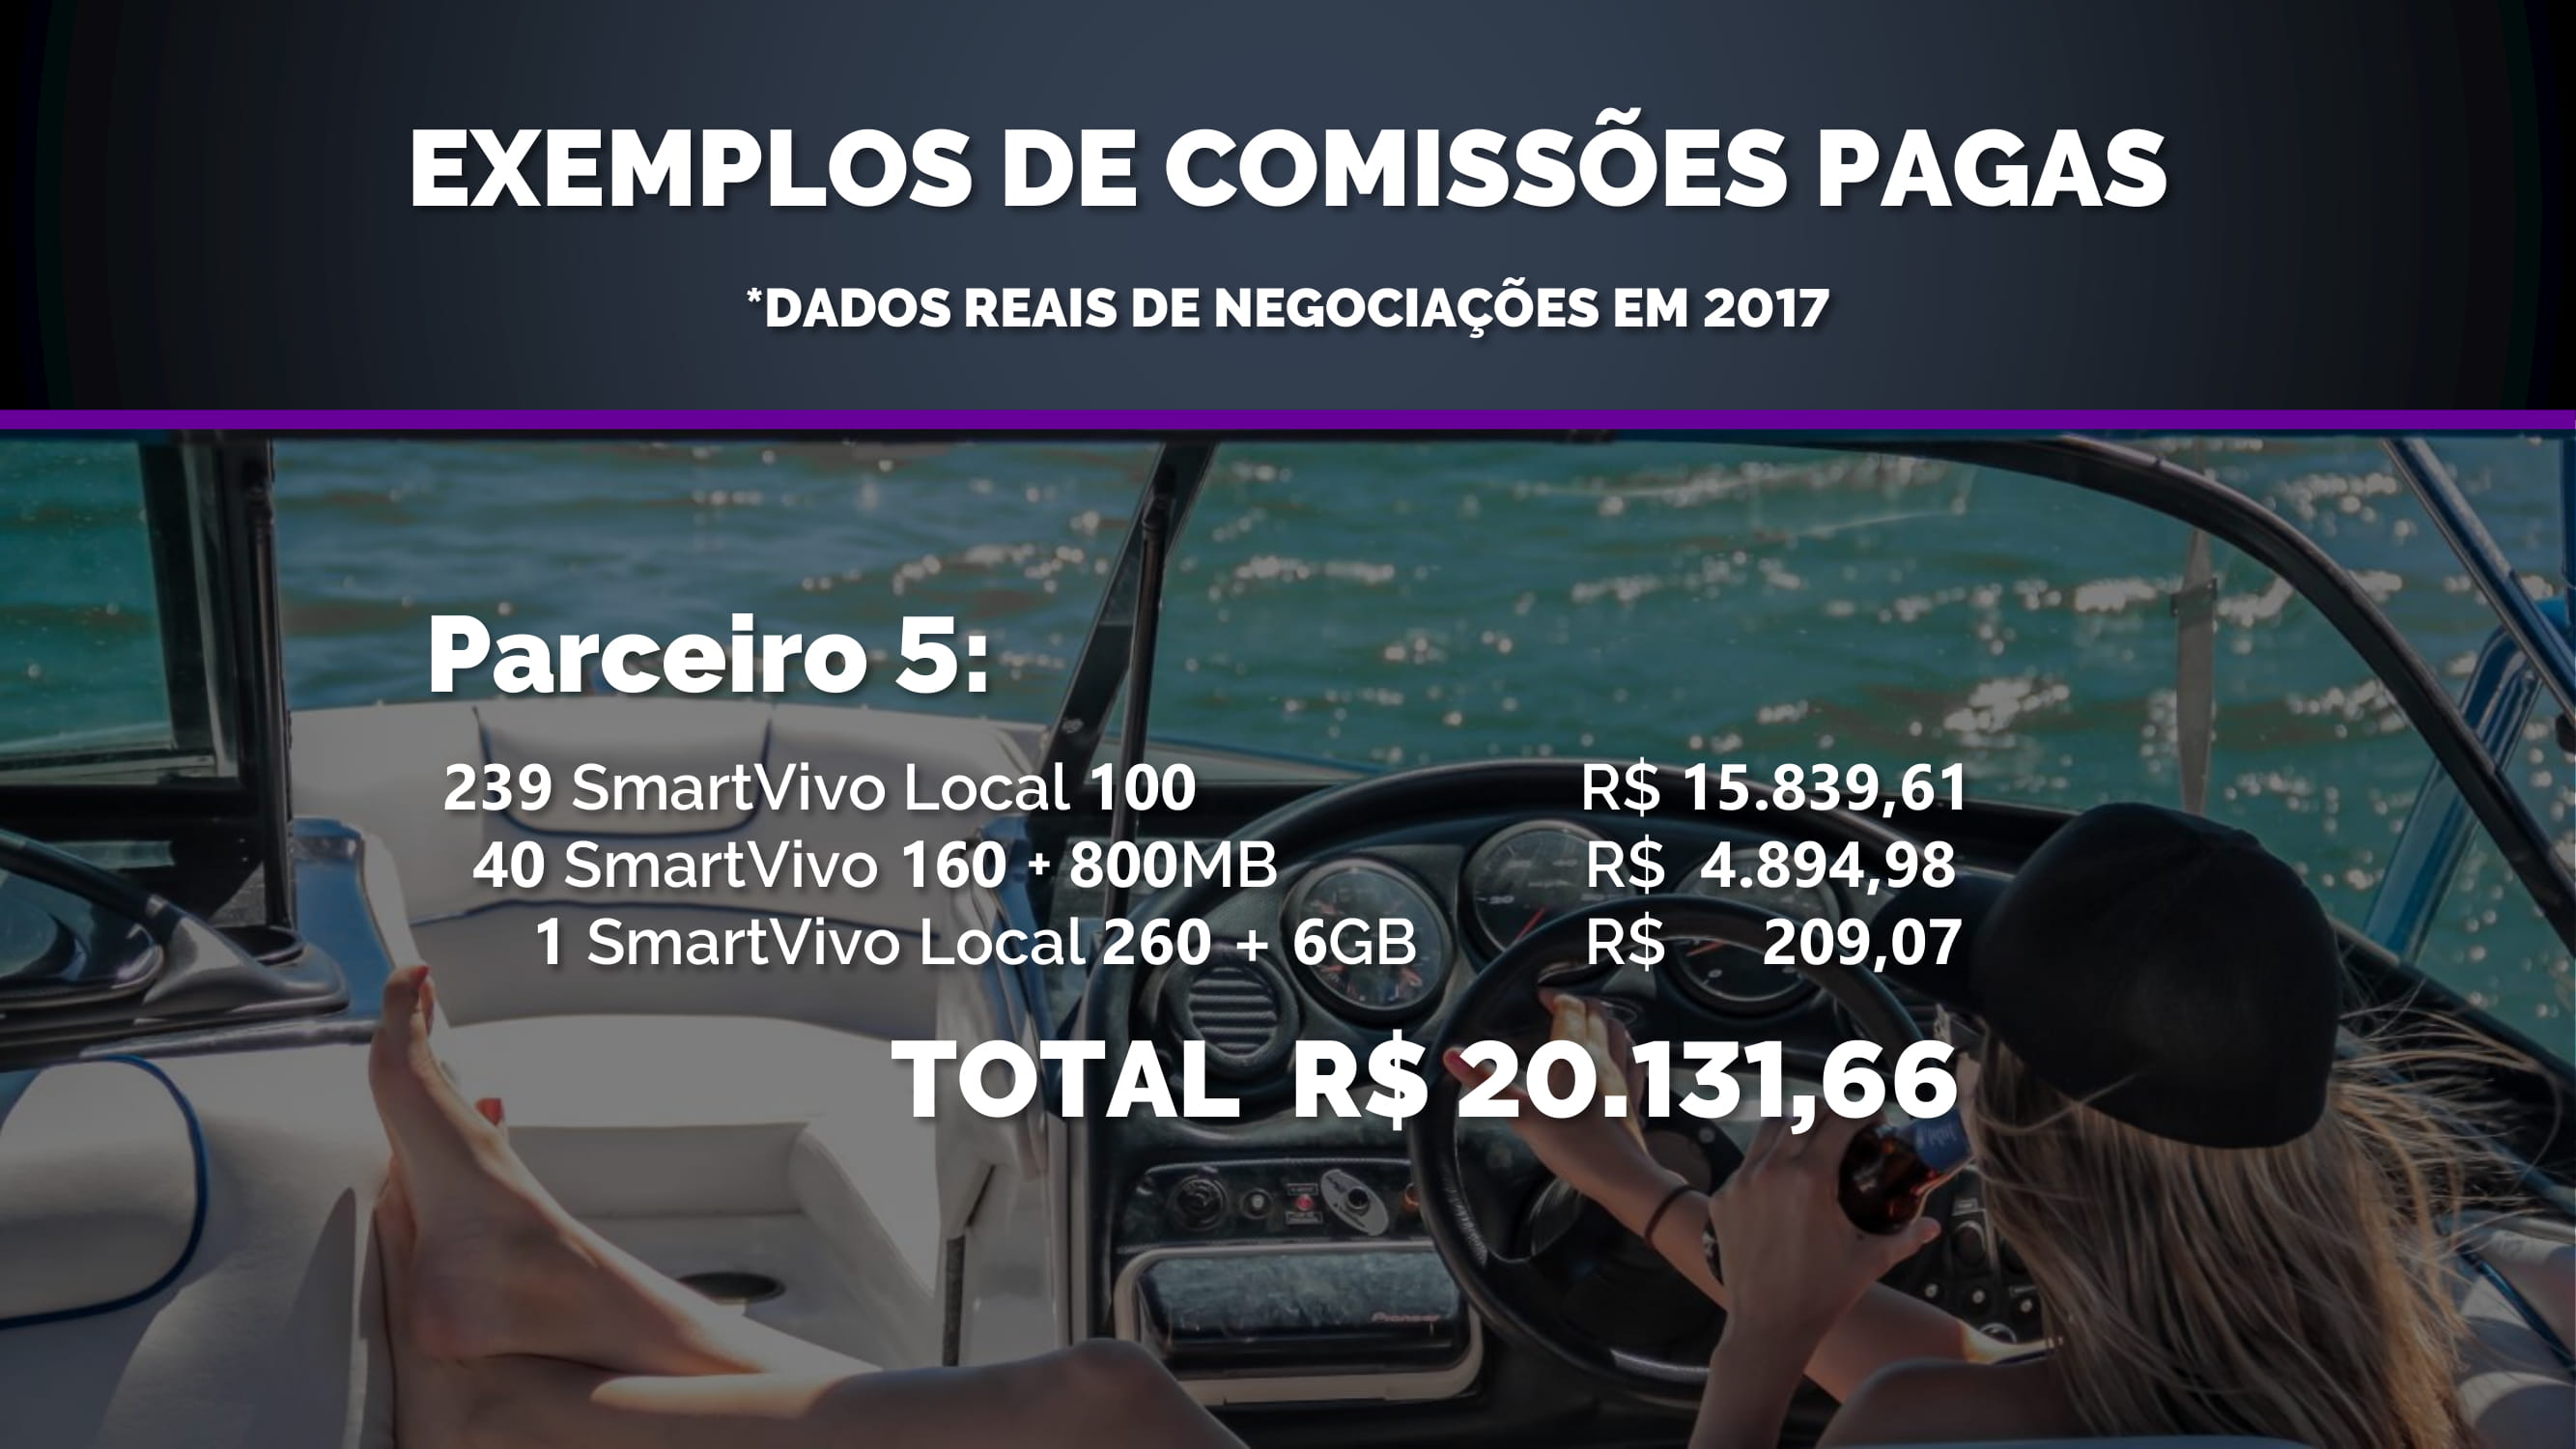 EXEMPLOS DE COMISSÕES PAGAS
*DADOS REAIS DE NEGOCIAÇÕES EM 2017
Parceiro 5:
239 SmartVivo Local 100 R$ 15.839,61
40 SmartVivo 160 + 800MB R$ 4.894,98
1 SmartVivo Local 260 + 6GB R$ 209,07
TOTAL R$ 20.131,66
Pioneer